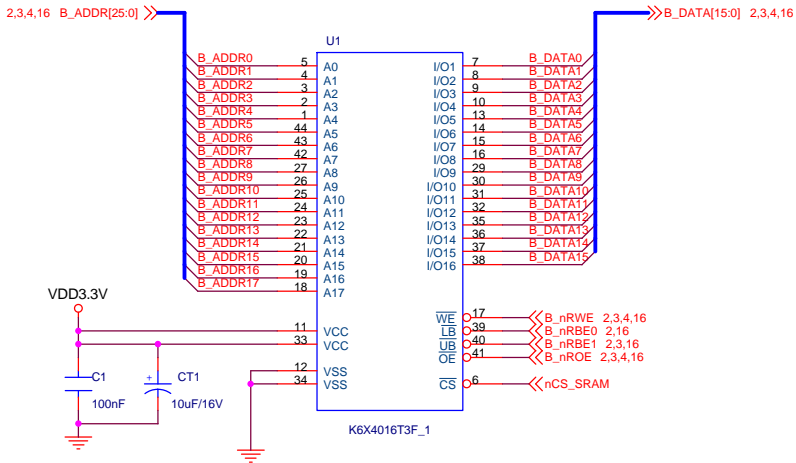 2,3,4,16 B_ADDR[25:0] B_DATA[15:0] 2,3,4,16
U1
B_ADDR0 5 A0 I/O1 7 B_DATA0
B_ADDR1 4 A1 I/O2 8 B_DATA1
B_ADDR2 3 A2 I/O3 9 B_DATA2
B_ADDR3 2 A3 I/O4 10 B_DATA3
B_ADDR4 1 A4 I/O5 13 B_DATA4
B_ADDR5 44 A5 I/O6 14 B_DATA5
B_ADDR6 43 A6 I/O7 15 B_DATA6
B_ADDR7 42 A7 I/O8 16 B_DATA7
B_ADDR8 27 A8 I/O9 29 B_DATA8
B_ADDR9 26 A9 I/O10 30 B_DATA9
B_ADDR10 25 A10 I/O11 31 B_DATA10
B_ADDR11 24 A11 I/O12 32 B_DATA11
B_ADDR12 23 A12 I/O13 35 B_DATA12
B_ADDR13 22 A13 I/O14 36 B_DATA13
B_ADDR14 21 A14 I/O15 37 B_DATA14
B_ADDR15 20 A15 I/O16 38 B_DATA15
B_ADDR16 19 A16
B_ADDR17 18 A17
VDD3.3V
WE 17 B_nRWE 2,3,4,16
11 VCC LB 39 B_nRBE0 2,16
33 VCC UB 40 B_nRBE1 2,3,16
OE 41 B_nROE 2,3,4,16
12 VSS
34 VSS CS 6 nCS_SRAM
C1 + CT1
100nF 10uF/16V
K6X4016T3F_1